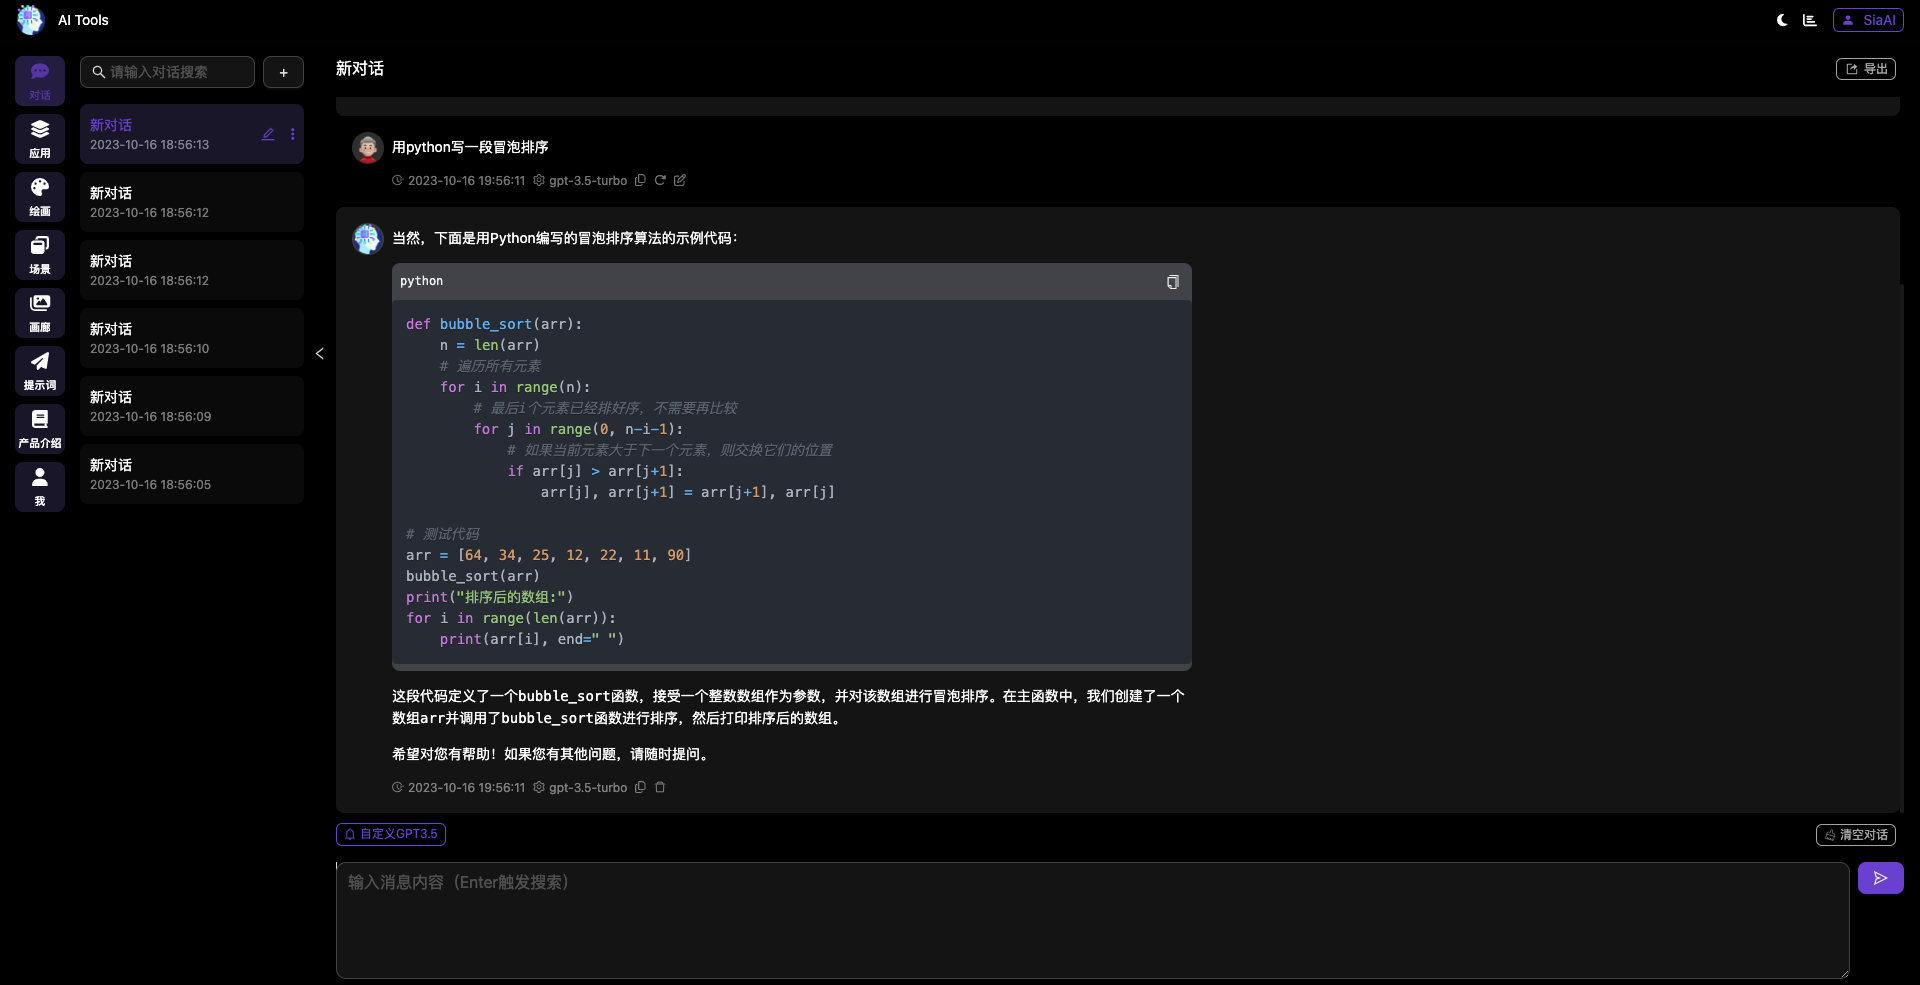 AI Tools
SiaAI
对话
应用
绘画
场景
画廊
提示词
产品介绍
我
请输入对话搜索
+
新对话
2023-10-16 18:56:13
新对话
2023-10-16 18:56:12
新对话
2023-10-16 18:56:12
新对话
2023-10-16 18:56:10
新对话
2023-10-16 18:56:09
新对话
2023-10-16 18:56:05
新对话
导出
用python写一段冒泡排序
2023-10-16 19:56:11 gpt-3.5-turbo
当然，下面是用Python编写的冒泡排序算法的示例代码：
python
def bubble_sort(arr):
    n = len(arr)
    # 遍历所有元素
    for i in range(n):
        # 最后i个元素已经排好序，不需要再比较
        for j in range(0, n-i-1):
            # 如果当前元素大于下一个元素，则交换它们的位置
            if arr[j] > arr[j+1]:
                arr[j], arr[j+1] = arr[j+1], arr[j]
# 测试代码
arr = [64, 34, 25, 12, 22, 11, 90]
bubble_sort(arr)
print("排序后的数组:")
for i in range(len(arr)):
    print(arr[i], end=" ")
这段代码定义了一个bubble_sort函数，接受一个整数数组作为参数，并对该数组进行冒泡排序。在主函数中，我们创建了一个
数组arr并调用了bubble_sort函数进行排序，然后打印排序后的数组。
希望对您有帮助！如果您有其他问题，请随时提问。
2023-10-16 19:56:11 gpt-3.5-turbo
自定义GPT3.5
清空对话
输入消息内容（Enter触发搜索）